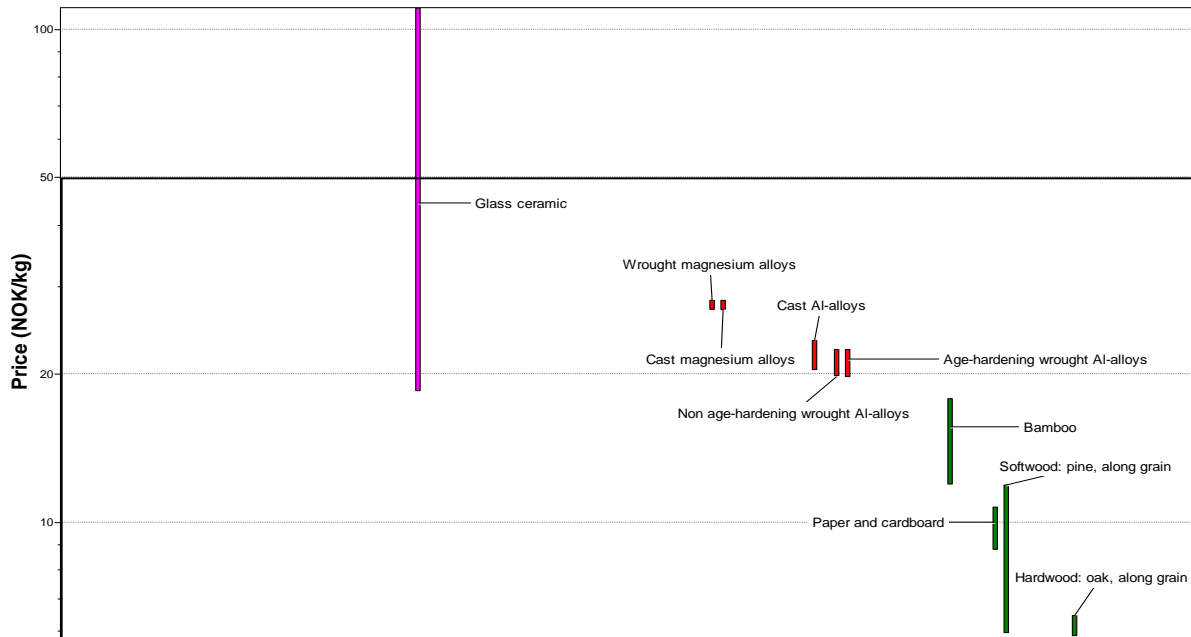 100
50
Glass ceramic
Wrought magnesium alloys
Cast Al-alloys
Cast magnesium alloys
Age-hardening wrought Al-alloys
Price (NOK/kg)
20
Non age-hardening wrought Al-alloys
Bamboo
Softwood: pine, along grain
10
Paper and cardboard
Hardwood: oak, along grain